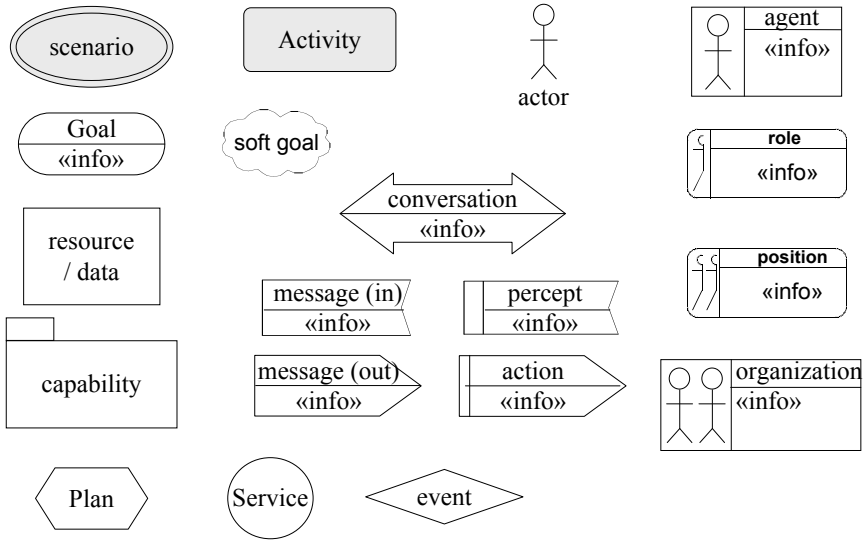 scenario
Activity
actor
agent
«info»
Goal
«info»
soft goal
role
«info»
conversation
«info»
resource
/ data
position
«info»
message (in)
«info»
percept
«info»
capability
message (out)
«info»
action
«info»
organization
«info»
Plan
Service
event